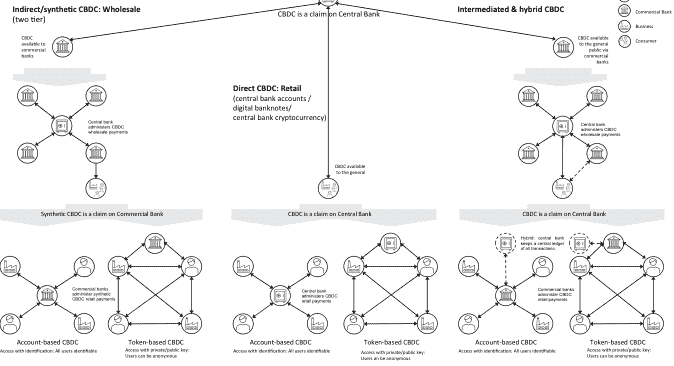 Indirect/synthetic CBDC: Wholesale
(two tier)
CBDC is a claim on Central Bank
Intermediated & hybrid CBDC
Commercial Bank
Business
Consumer
CBDC
available to
commercial
banks
CBDC available
to the general
public via
commercial
banks
Direct CBDC: Retail
(central bank accounts /
digital banknotes/
central bank cryptocurrency)
Central bank
administers CBDC
wholesale payments
Central bank
administers CBDC
wholesale payments
CBDC available
to the general
Synthetic CBDC is a claim on Commercial Bank
CBDC is a claim on Central Bank
CBDC is a claim on Central Bank
Hybrid: central bank
keeps a central ledger
of all transactions.
Commercial banks
administer synthetic
CBDC retail payments
Central bank
administers CBDC
retail payments
Commercial banks
administer CBDC
retail payments.
Account-based CBDC
Access with identification: All users identifiable
Token-based CBDC
Access with private/public key:
Users can be anonymous
Account-based CBDC
Access with identification: All users identifiable
Token-based CBDC
Access with private/public key:
Users an be anonymous
Account-based CBDC
Access with identification: All users identifiable
Token-based CBDC
Access with private/public key:
Users can be anonymous